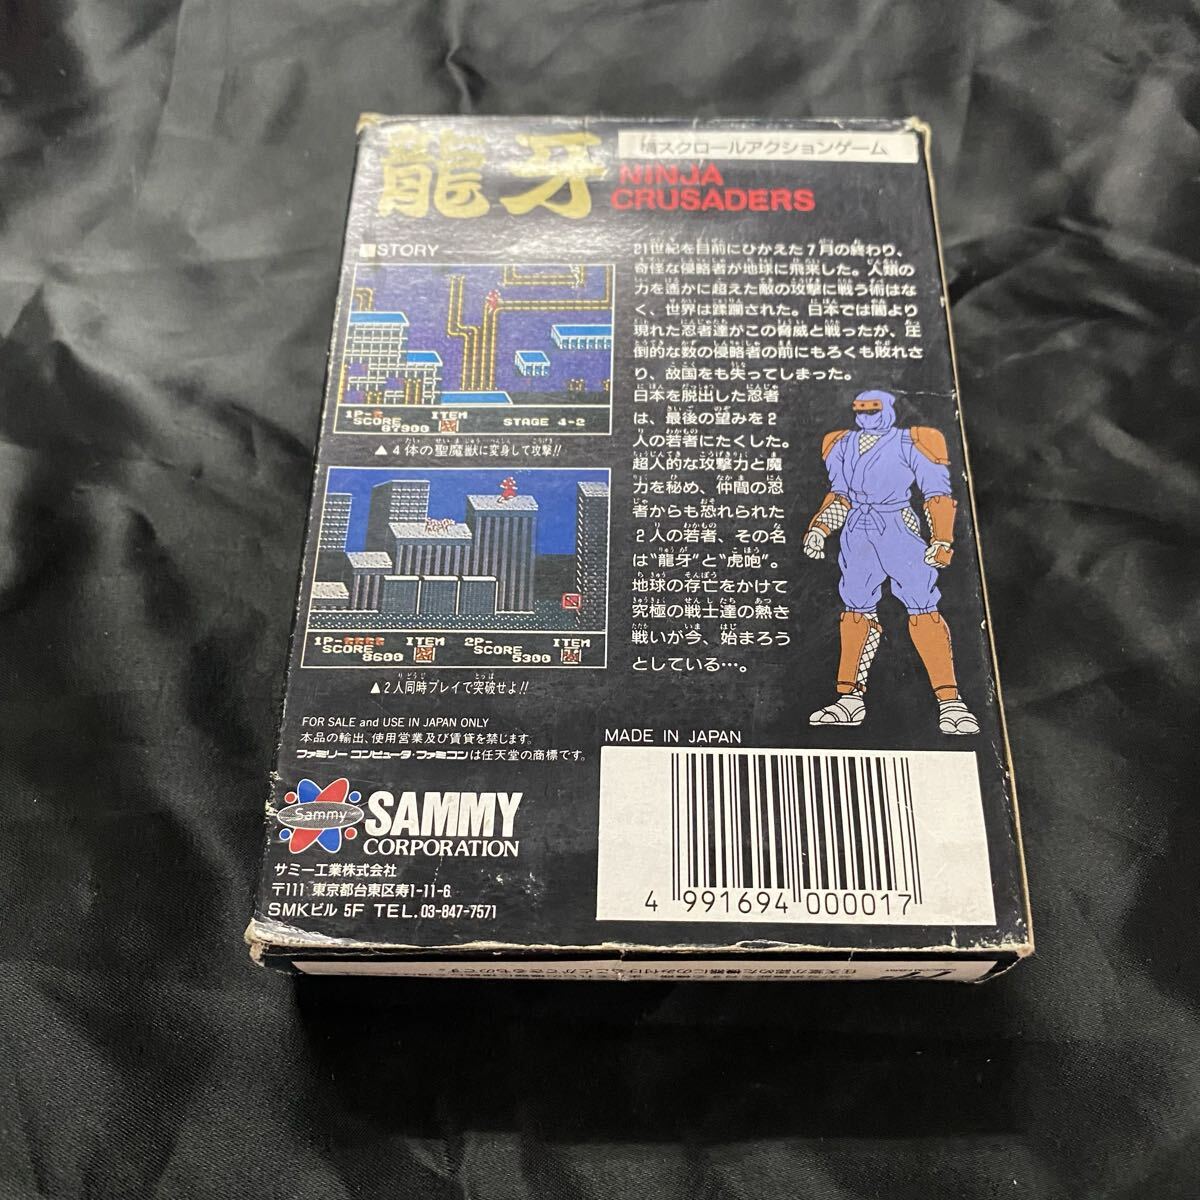 龍牙
横スクロールアクションゲーム
NINJA
CRUSADERS
STORY
21世紀を目前にひかえた7月の終わり、
奇怪な侵略者が地球に飛来した。人類の
力を遥かに超えた敵の攻撃に戦う術はな
く、世界は蹂躙された。日本では闇より
現れた忍者達がこの脅威と戦ったが、圧
倒的な数の侵略者の前にもろくも敗れさ
り、故国をも失ってしまった。
日本を脱出した忍者
は、最後の望みを2
人の若者にたくした。
超人的な攻撃力と魔
力を秘め、仲間の忍
者からも恐れられた
2人の若者、その名
は"龍牙"と"虎咆"。
地球の存亡をかけて
究極の戦士達の熱き
戦いが今、始まろう
としている…。
1P-
SCORE
87900
ITEM
STAGE 4-2
▲4体の聖魔獣に変身して攻撃!!
1P-
SCORE
8600
ITEM
2P-
SCORE
5300
ITEM
▲2人同時プレイで突破せよ!!
FOR SALE and USE IN JAPAN ONLY
本品の輸出、使用営業及び賃貸を禁じます。
ファミリーコンピュータ・ファミコンは任天堂の商標です。
MADE IN JAPAN
Sammy
SAMMY
CORPORATION
サミー工業株式会社
〒111 東京都台東区寿1-11-6
SMKビル 5F TEL. 03-847-7571
4 991694 000017